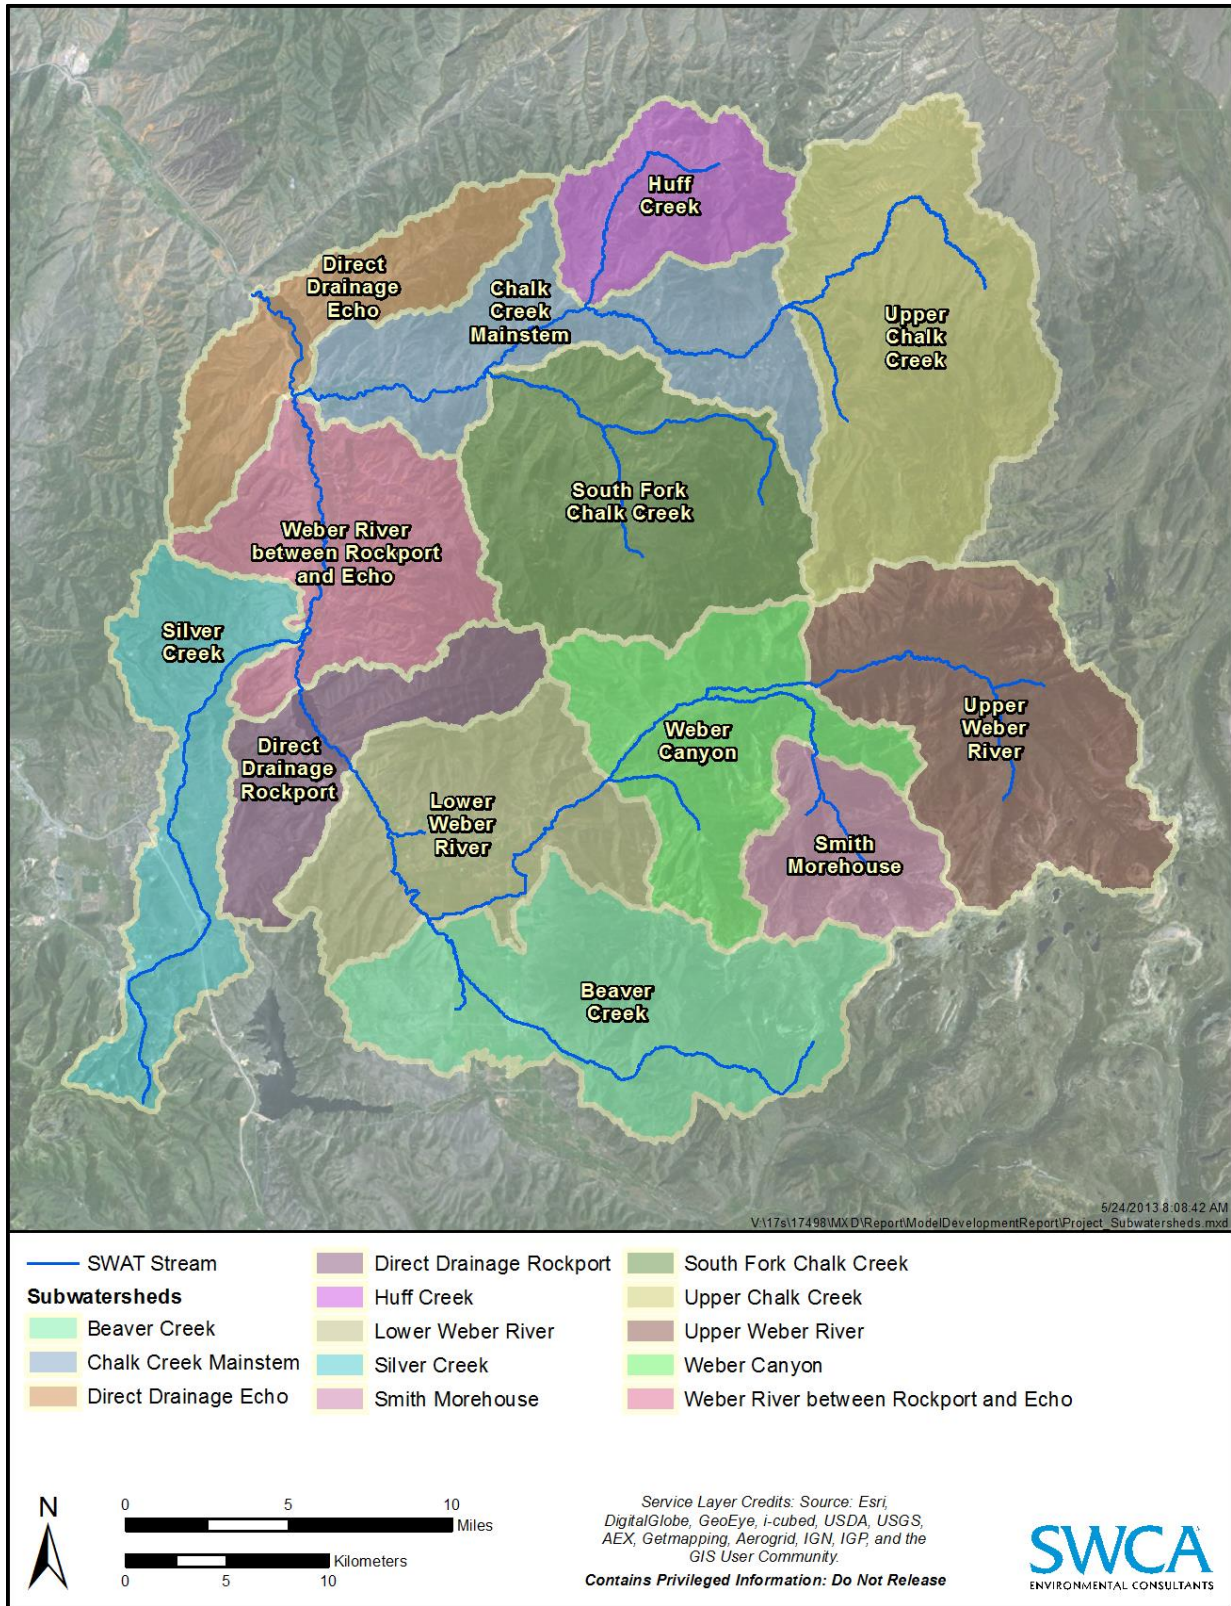 Huff
Creek
Direct
Drainage
Echo
Chalk
Creek
Mainstem
Upper
Chalk
Creek
South Fork
Chalk Creek
Weber River
between Rockport
and Echo
Silver
Creek
Upper
Weber
River
Weber
Canyon
Direct
Drainage
Rockport
Lower
Weber
River
Smith
Morehouse
Beaver
Creek
5/24/2013 8:08:42 AM
V:\17s\17498\MXD\Report\ModelDevelopmentReport\Project_Subwatersheds.mxd
SWAT Stream
Subwatersheds
Beaver Creek
Chalk Creek Mainstem
Direct Drainage Echo
Direct Drainage Rockport
Huff Creek
Lower Weber River
Silver Creek
Smith Morehouse
South Fork Chalk Creek
Upper Chalk Creek
Upper Weber River
Weber Canyon
Weber River between Rockport and Echo
N
0 5 10
Miles
Kilometers
0 5 10
Service Layer Credits: Source: Esri,
DigitalGlobe, GeoEye, i-cubed, USDA, USGS,
AEX, Getmapping, Aerogrid, IGN, IGP, and the
GIS User Community.
Contains Privileged Information: Do Not Release
SWCA
ENVIRONMENTAL CONSULTANTS